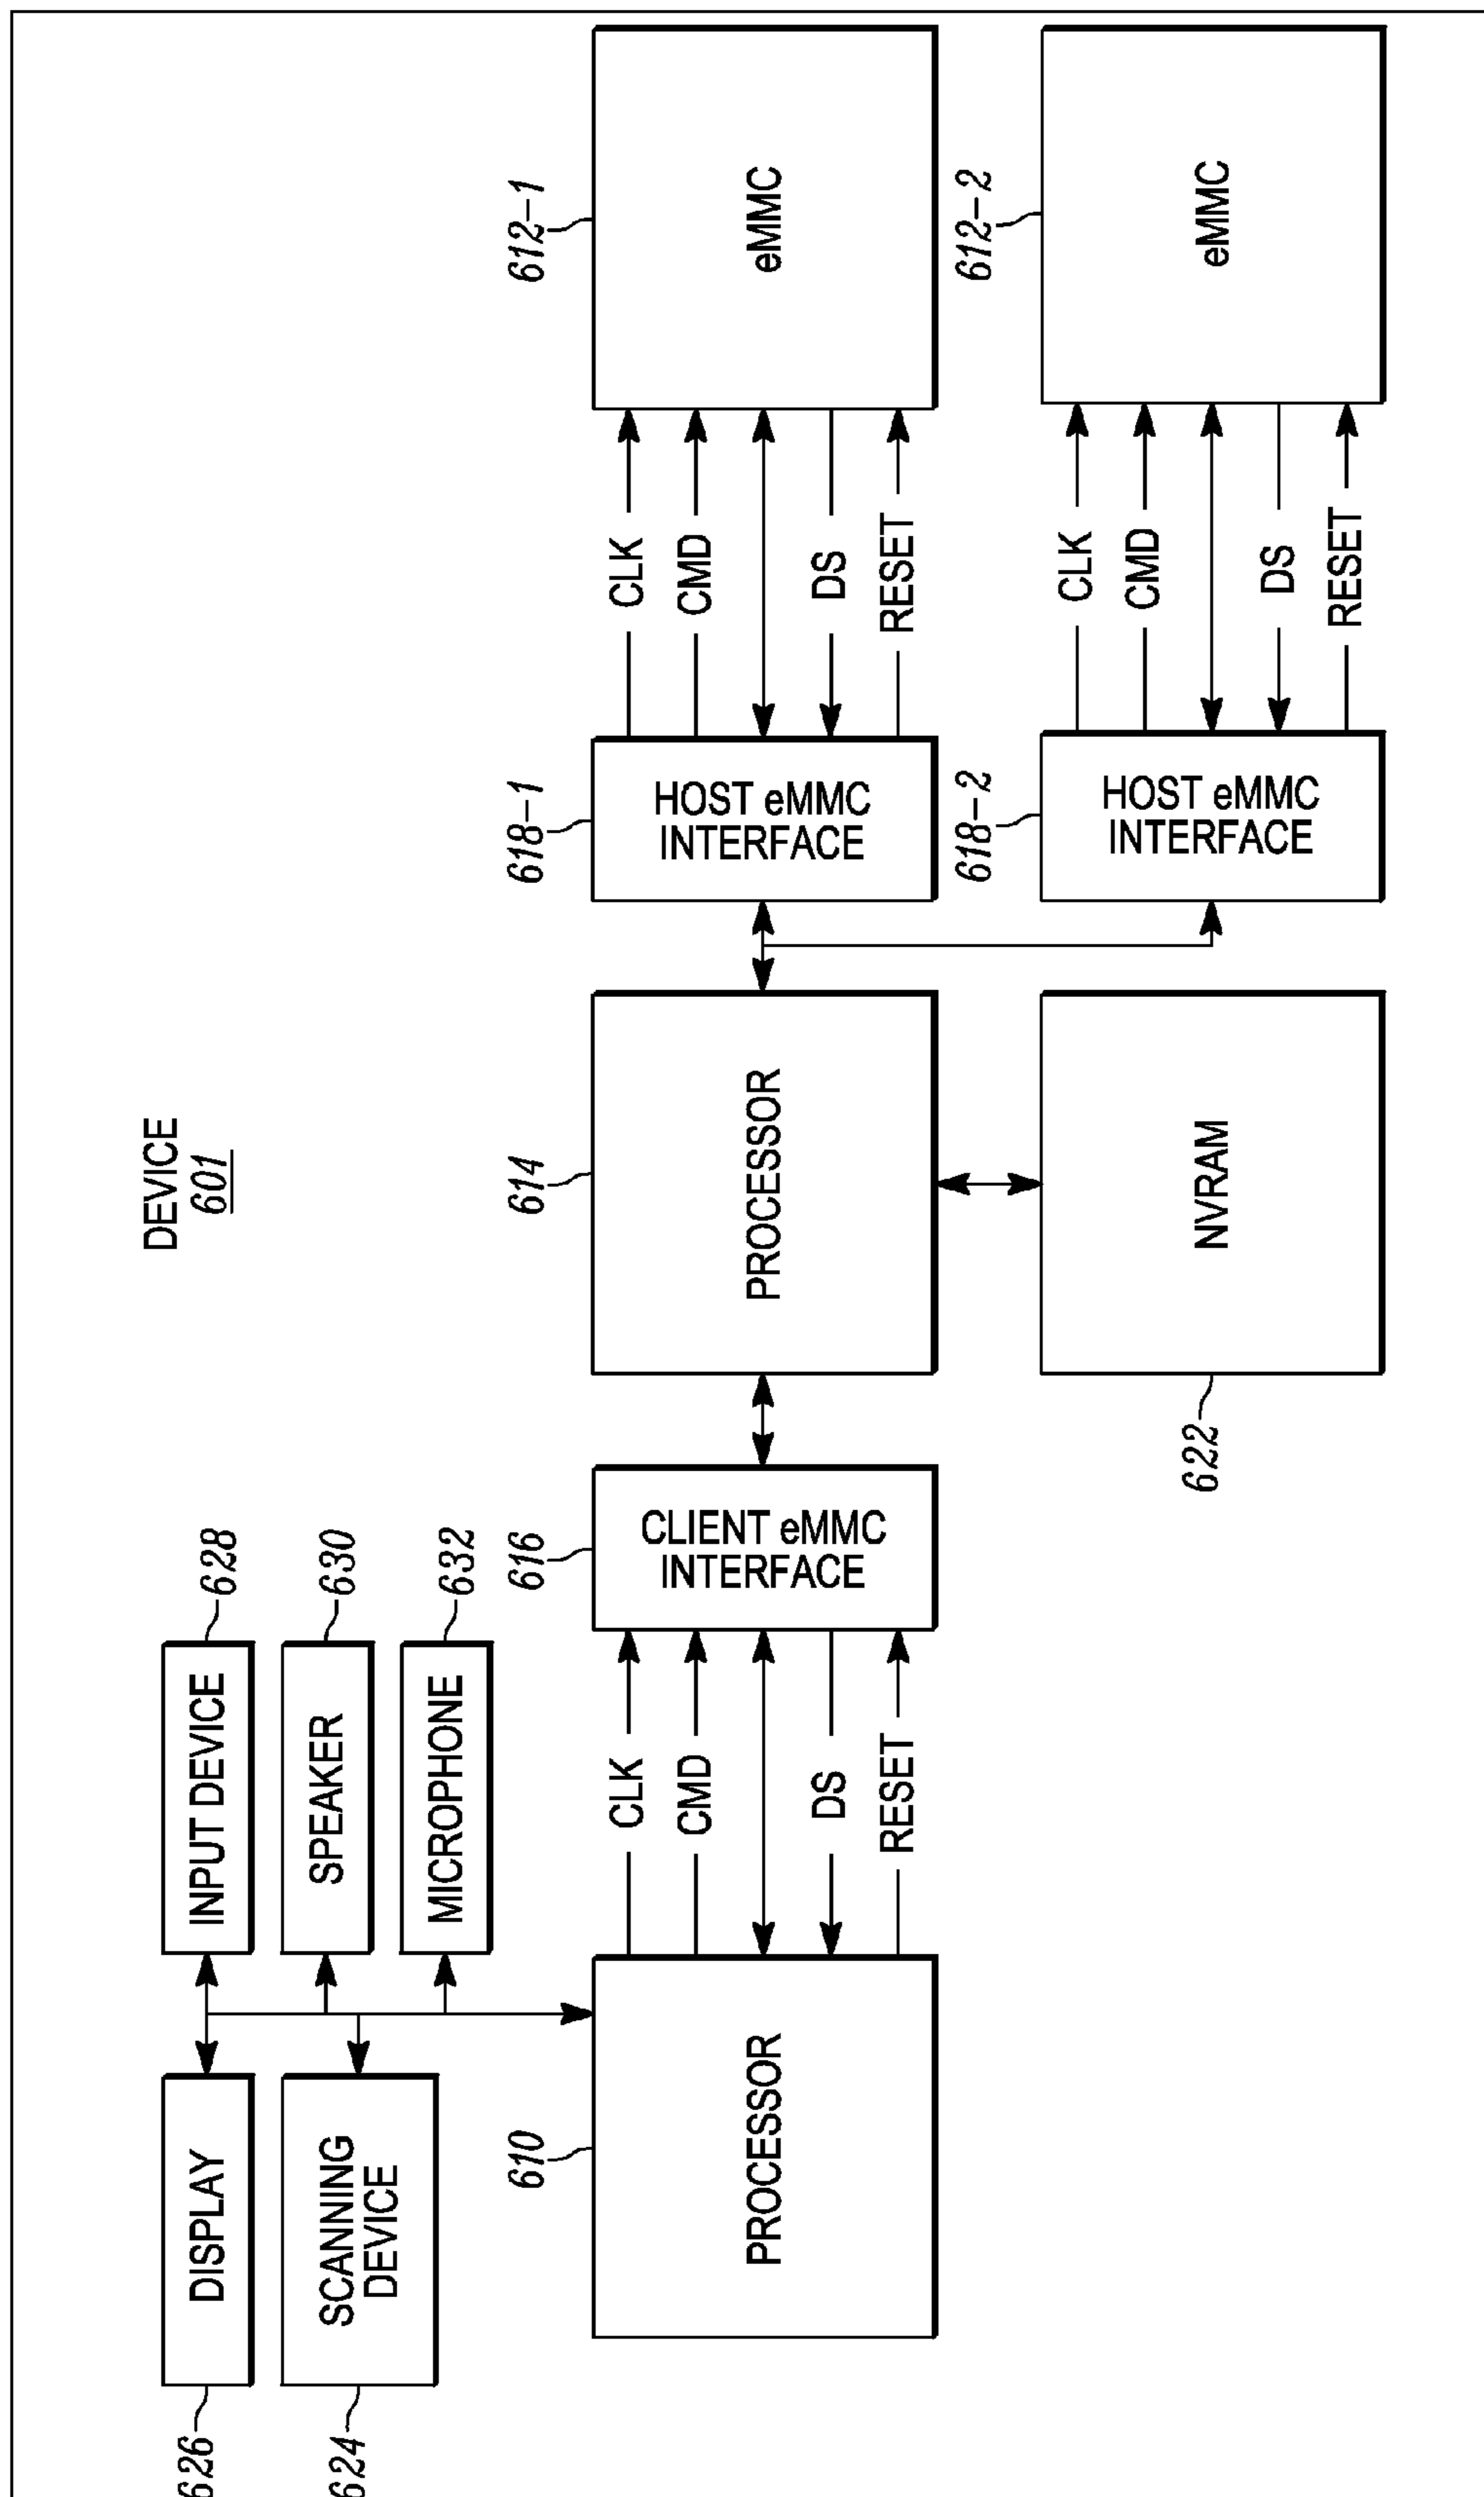 DEVICE
601
626
DISPLAY
INPUT DEVICE
628
624
SCANNING
DEVICE
SPEAKER
630
MICROPHONE
632
610
PROCESSOR
CLK
CMD
DS
RESET
616
CLIENT eMMC
INTERFACE
614
PROCESSOR
618-1
HOST eMMC
INTERFACE
CLK
CMD
DS
RESET
612-1
eMMC
622
NVRAM
618-2
HOST eMMC
INTERFACE
CLK
CMD
DS
RESET
612-2
eMMC